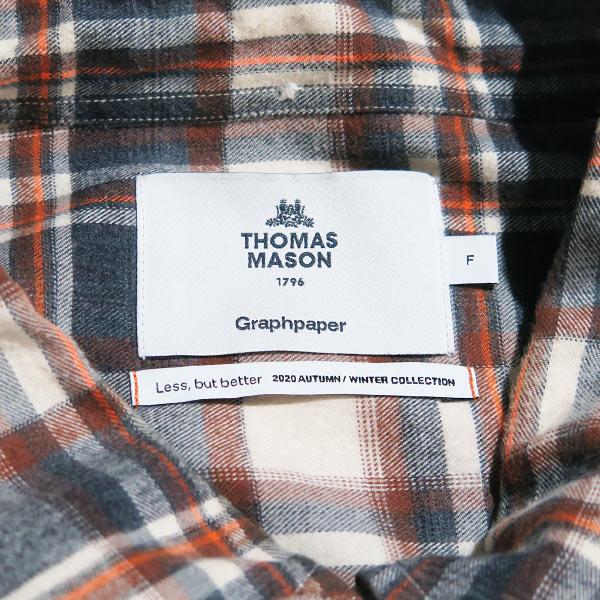 THOMAS
MASON
1796
Graphpaper
F
Less, but better 2020 AUTUMN / WINTER COLLECTION